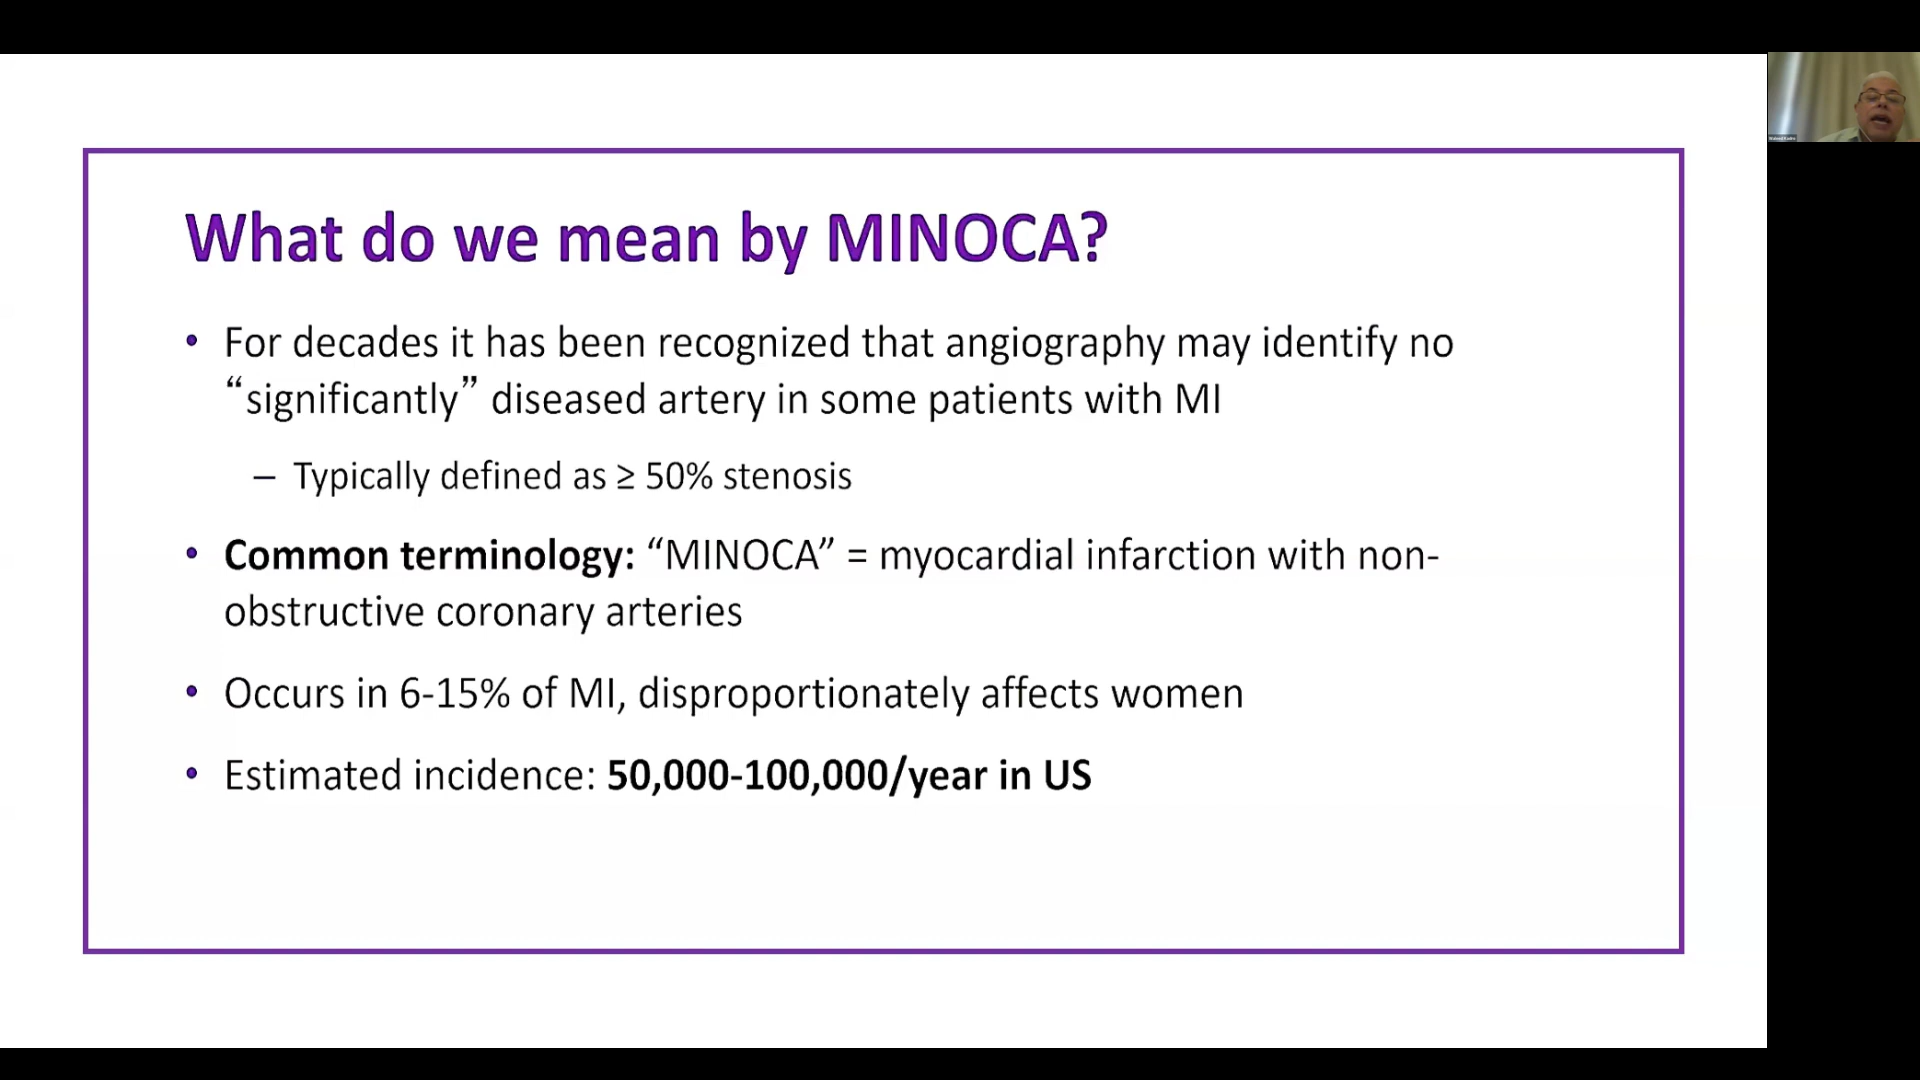 What do we mean by MINOCA?
• For decades it has been recognized that angiography may identify no
“significantly” diseased artery in some patients with MI
– Typically defined as ≥ 50% stenosis
• Common terminology: “MINOCA” = myocardial infarction with non-
obstructive coronary arteries
• Occurs in 6-15% of MI, disproportionately affects women
• Estimated incidence: 50,000-100,000/year in US